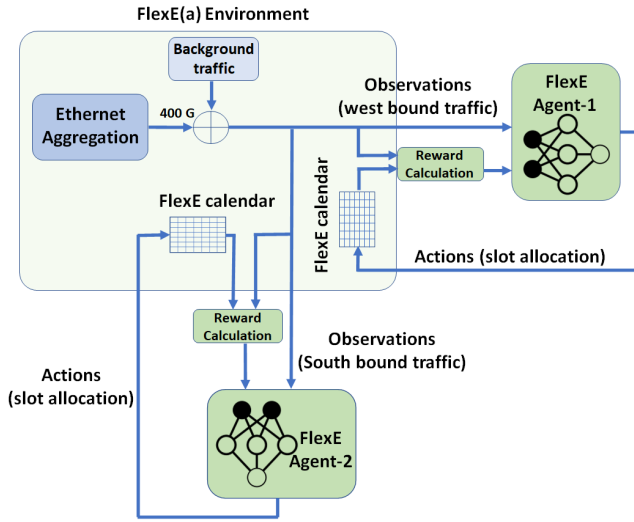 FlexE(a) Environment
Background
traffic
Ethernet
Aggregation
400 G
Observations
(west bound traffic)
FlexE
Agent-1
Reward
Calculation
FlexE calendar
FlexE calendar
Actions (slot allocation)
Reward
Calculation
Observations
(South bound traffic)
Actions
(slot allocation)
FlexE
Agent-2